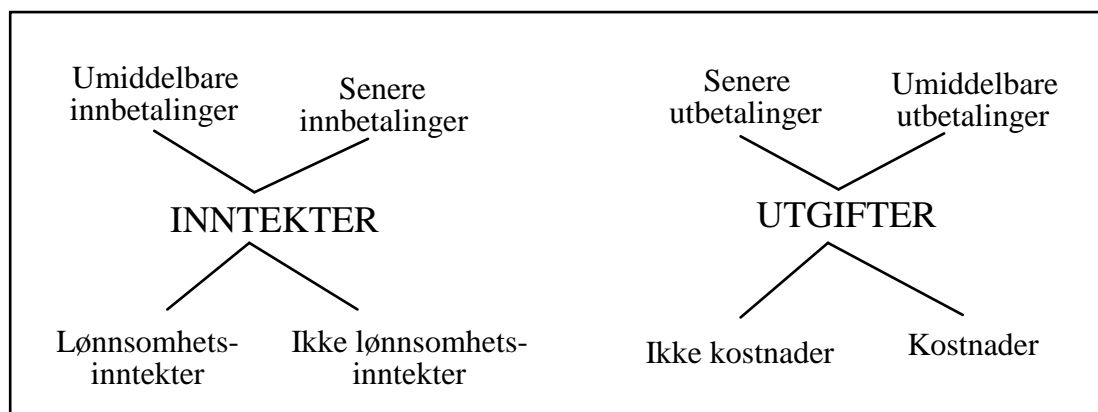 Umiddelbare
innbetalinger
Senere
innbetalinger
INNTEKTER
Lønnsomhets-
inntekter
Ikke lønnsomhets-
inntekter
Senere
utbetalinger
Umiddelbare
utbetalinger
UTGIFTER
Ikke kostnader
Kostnader